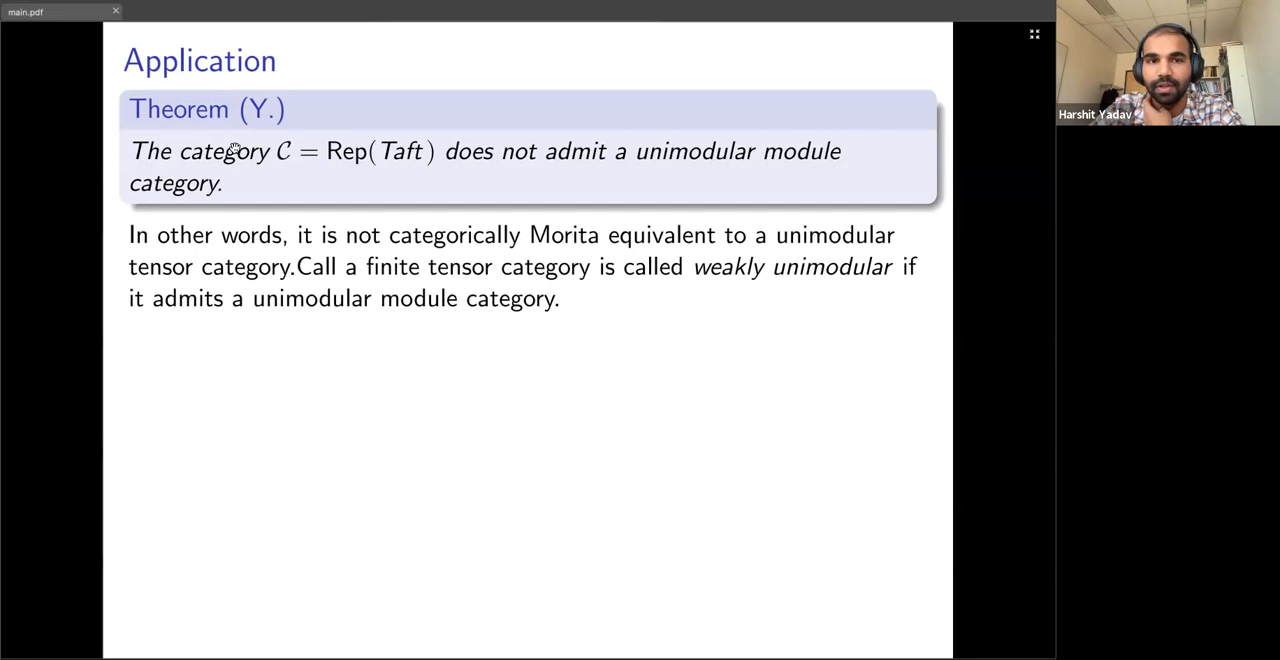 main.pdf
Application
Theorem (Y.)
The category C = Rep(Taft) does not admit a unimodular module
category.
In other words, it is not categorically Morita equivalent to a unimodular
tensor category.Call a finite tensor category is called weakly unimodular if
it admits a unimodular module category.
Harshit Yadav